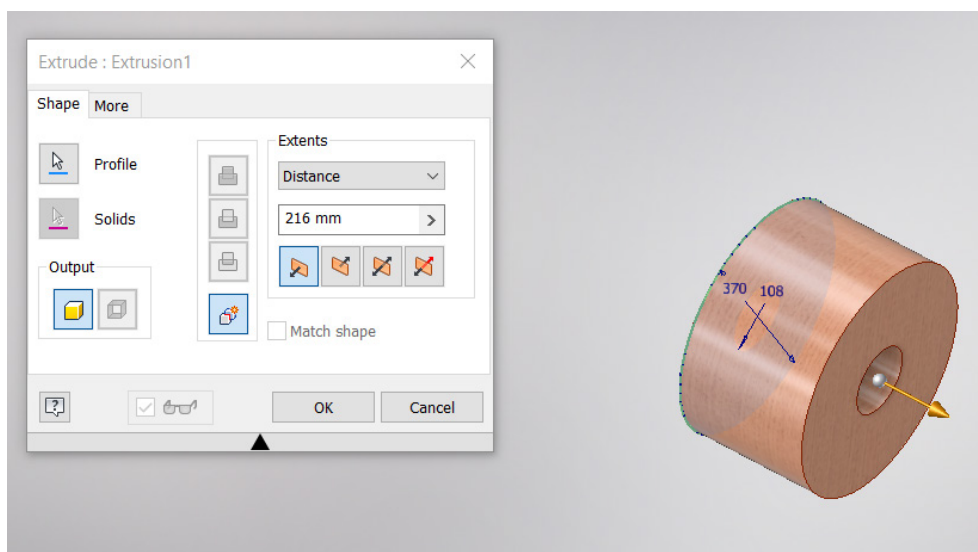 Extrude : Extrusion1
Shape
More
Extents
Profile
Distance
Solids
216 mm
Output
Match shape
OK
Cancel
370
108